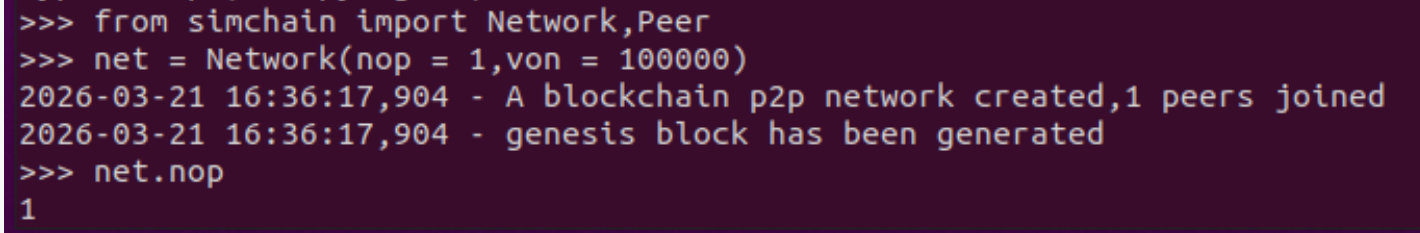 >>> from simchain import Network,Peer
>>> net = Network(nop = 1,von = 100000)
2026-03-21 16:36:17,904 - A blockchain p2p network created,1 peers joined
2026-03-21 16:36:17,904 - genesis block has been generated
>>> net.nop
1